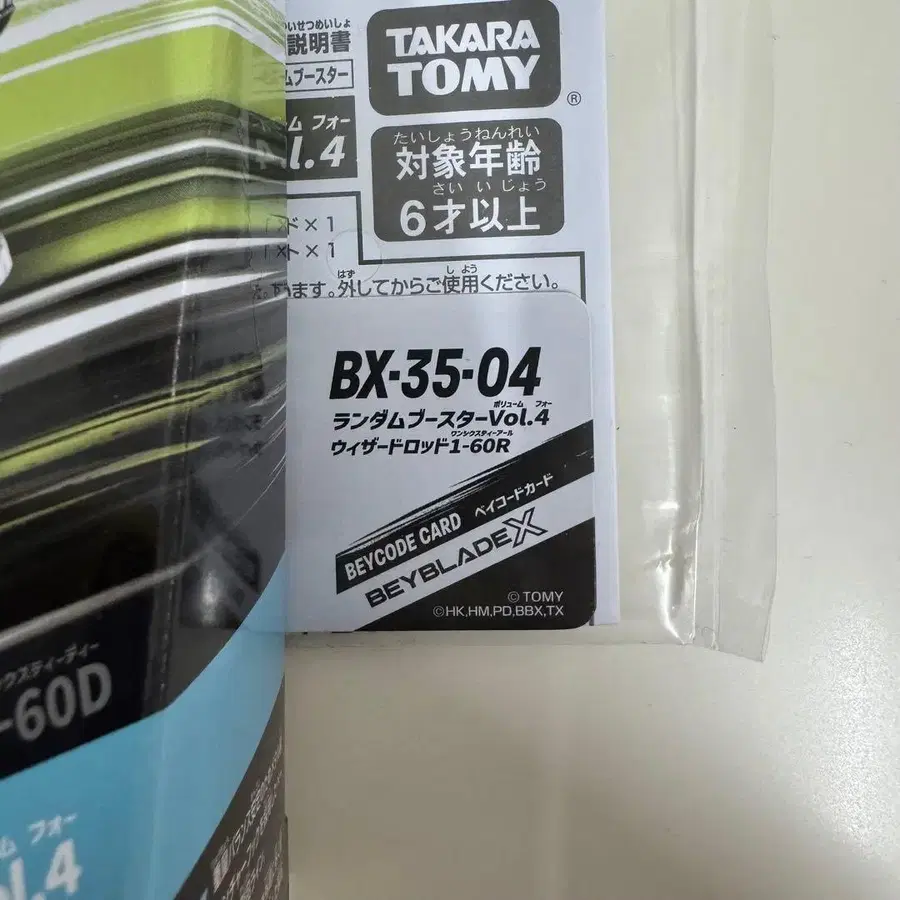 いせつめいしょ
説明書
TAKARA
TOMY
®
ムブースター
ム フォー
ol.4
たいしょうねんれい
対象年齢
さい いじょう
6才以上
ド×1
ト×1
はず しよう
います。外してからご使用ください。
BX-35-04
ボリューム フォー
ランダムブースターVol.4
ワンシクスティーアール
ウィザードロッド1-60R
BEYCODE CARD ベイコードカード
BEYBLADE X
© TOMY
©HK,HM,PD,BBX,TX
シクスティーディー
-60D
ム フォー
ol.4